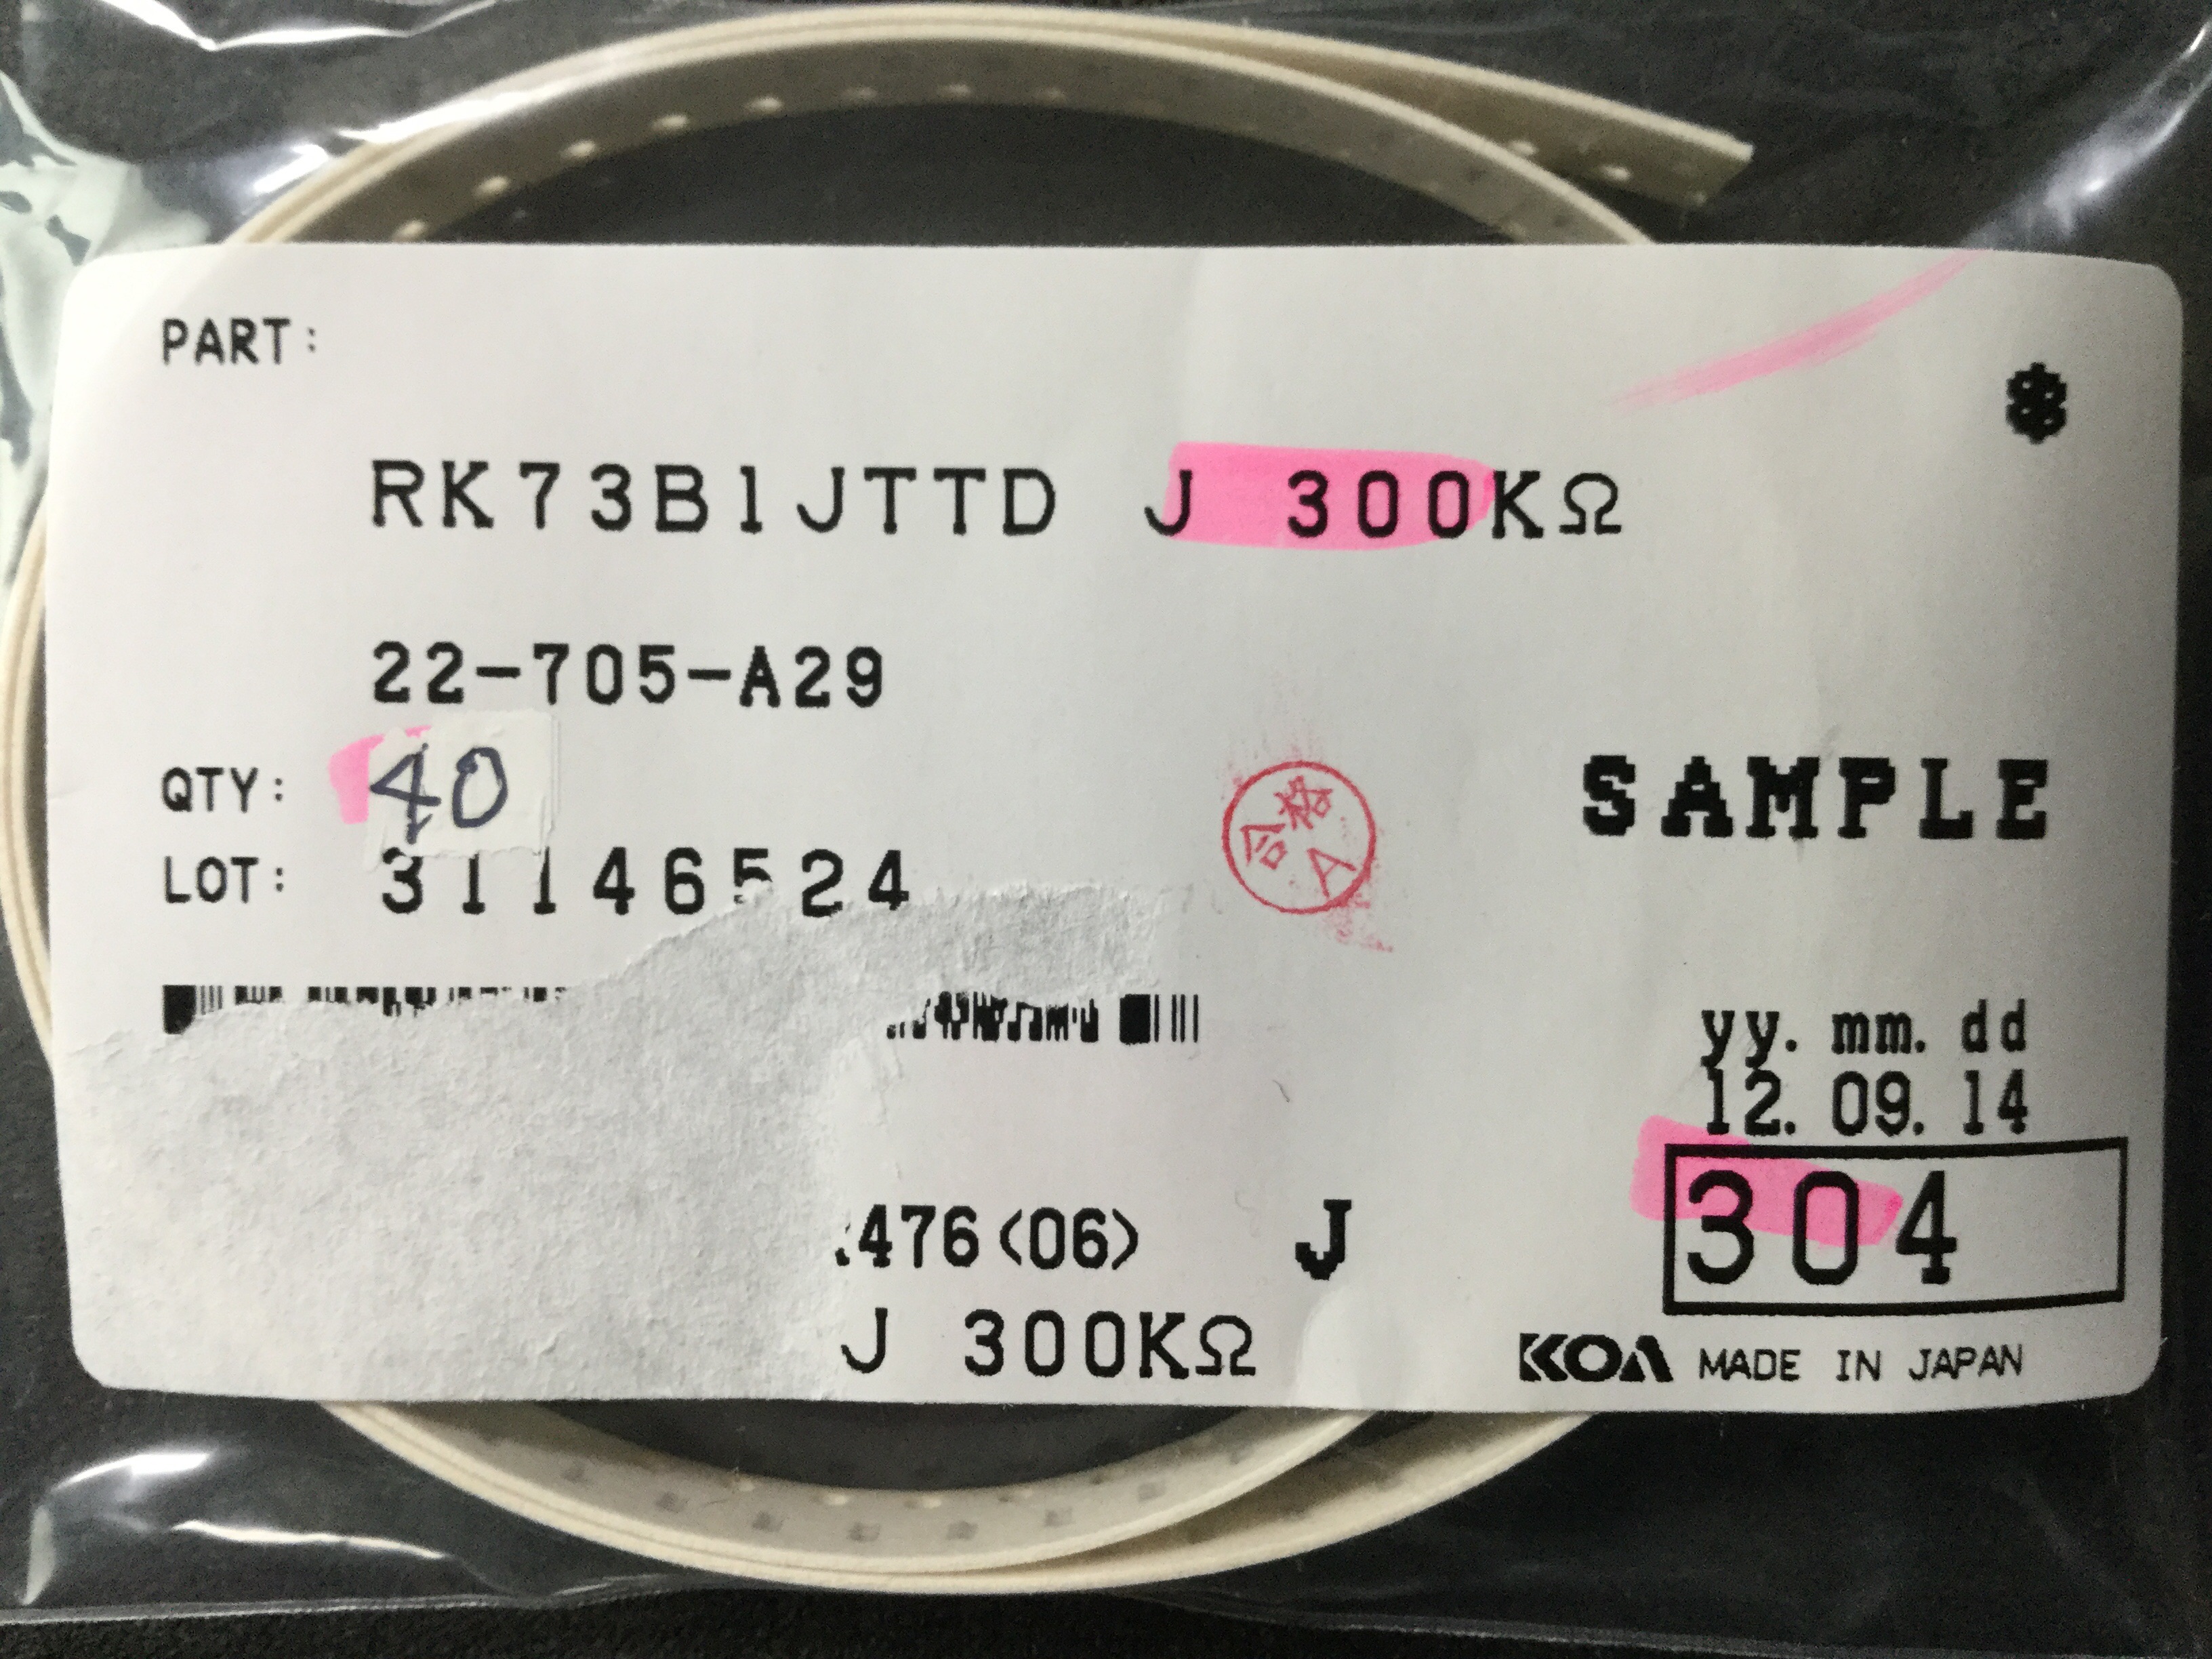 PART:
RK73B1JTTD J 300KΩ
22-705-A29
QTY: 40
LOT: 31146524
合格
A
SAMPLE
yy. mm. dd
12. 09. 14
304
476<06> J
J 300KΩ
KOA MADE IN JAPAN